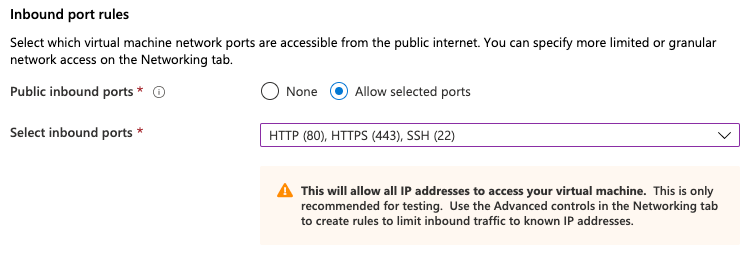 Inbound port rules
Select which virtual machine network ports are accessible from the public internet. You can specify more limited or granular
network access on the Networking tab.
Public inbound ports *
None
Allow selected ports
Select inbound ports *
HTTP (80), HTTPS (443), SSH (22)
This will allow all IP addresses to access your virtual machine. This is only
recommended for testing. Use the Advanced controls in the Networking tab
to create rules to limit inbound traffic to known IP addresses.